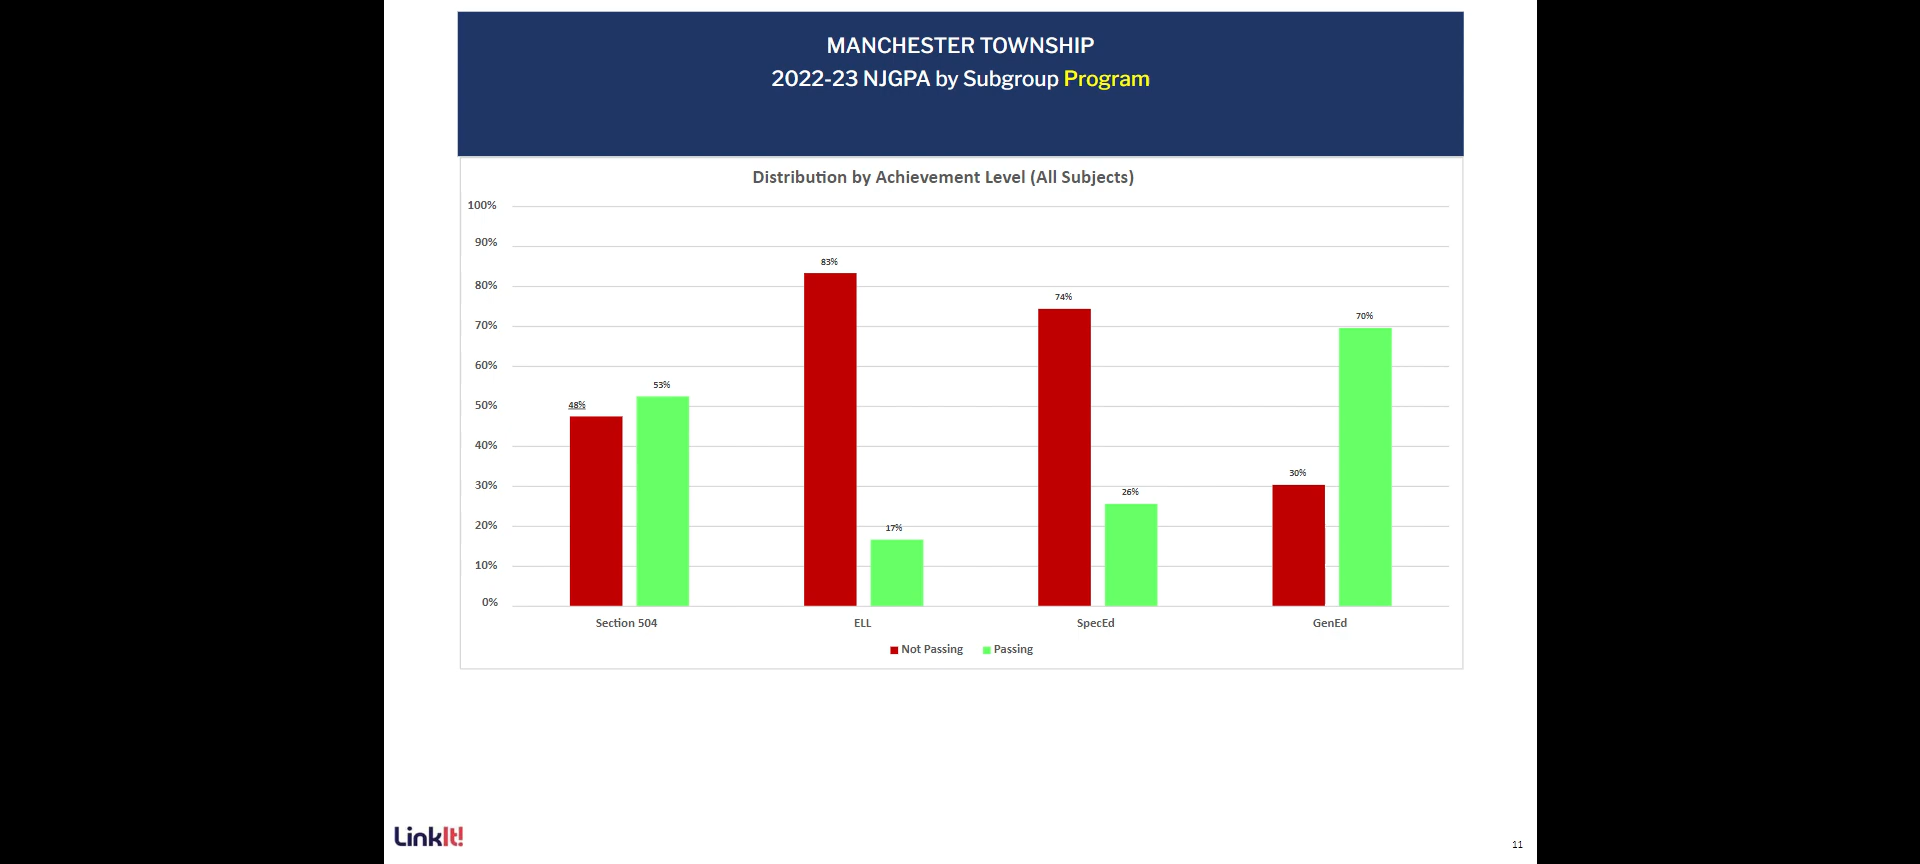 MANCHESTER TOWNSHIP
2022-23 NJGPA by Subgroup Program
Distribution by Achievement Level (All Subjects)
100%
90%
80%
70%
60%
50%
40%
30%
20%
10%
0%
48%
53%
83%
17%
74%
26%
30%
70%
Section 504
ELL
SpecEd
GenEd
Not Passing
Passing
LinkIt!
11